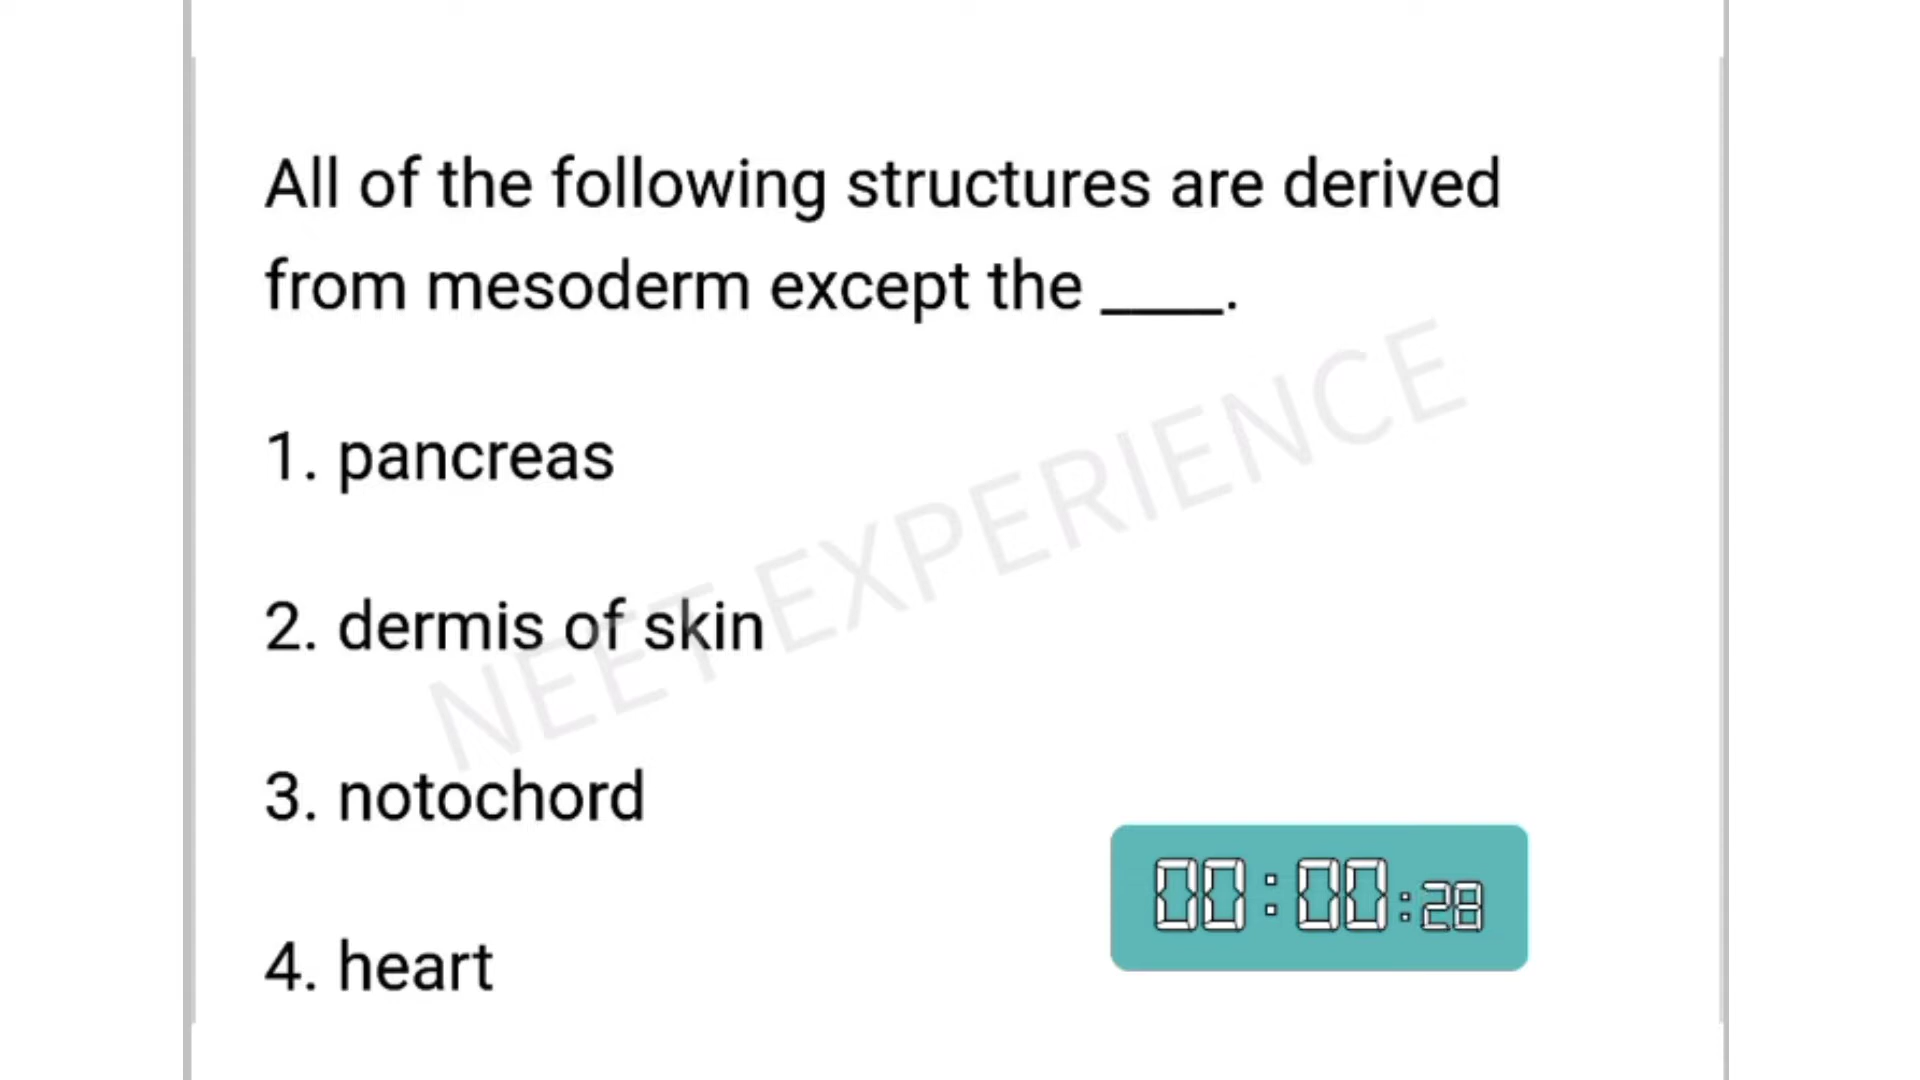 All of the following structures are derived
from mesoderm except the ____.
1. pancreas
2. dermis of skin
3. notochord
4. heart
NEET EXPERIENCE
00:00:28